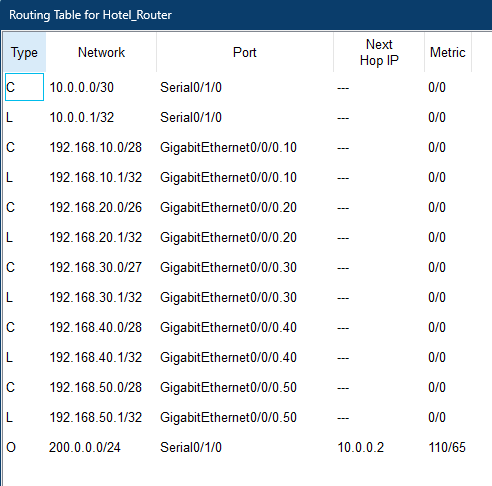 Routing Table for Hotel_Router
Type Network Port Next Hop IP Metric
C 10.0.0.0/30 Serial0/1/0 --- 0/0
L 10.0.0.1/32 Serial0/1/0 --- 0/0
C 192.168.10.0/28 GigabitEthernet0/0/0.10 --- 0/0
L 192.168.10.1/32 GigabitEthernet0/0/0.10 --- 0/0
C 192.168.20.0/26 GigabitEthernet0/0/0.20 --- 0/0
L 192.168.20.1/32 GigabitEthernet0/0/0.20 --- 0/0
C 192.168.30.0/27 GigabitEthernet0/0/0.30 --- 0/0
L 192.168.30.1/32 GigabitEthernet0/0/0.30 --- 0/0
C 192.168.40.0/28 GigabitEthernet0/0/0.40 --- 0/0
L 192.168.40.1/32 GigabitEthernet0/0/0.40 --- 0/0
C 192.168.50.0/28 GigabitEthernet0/0/0.50 --- 0/0
L 192.168.50.1/32 GigabitEthernet0/0/0.50 --- 0/0
O 200.0.0.0/24 Serial0/1/0 10.0.0.2 110/65